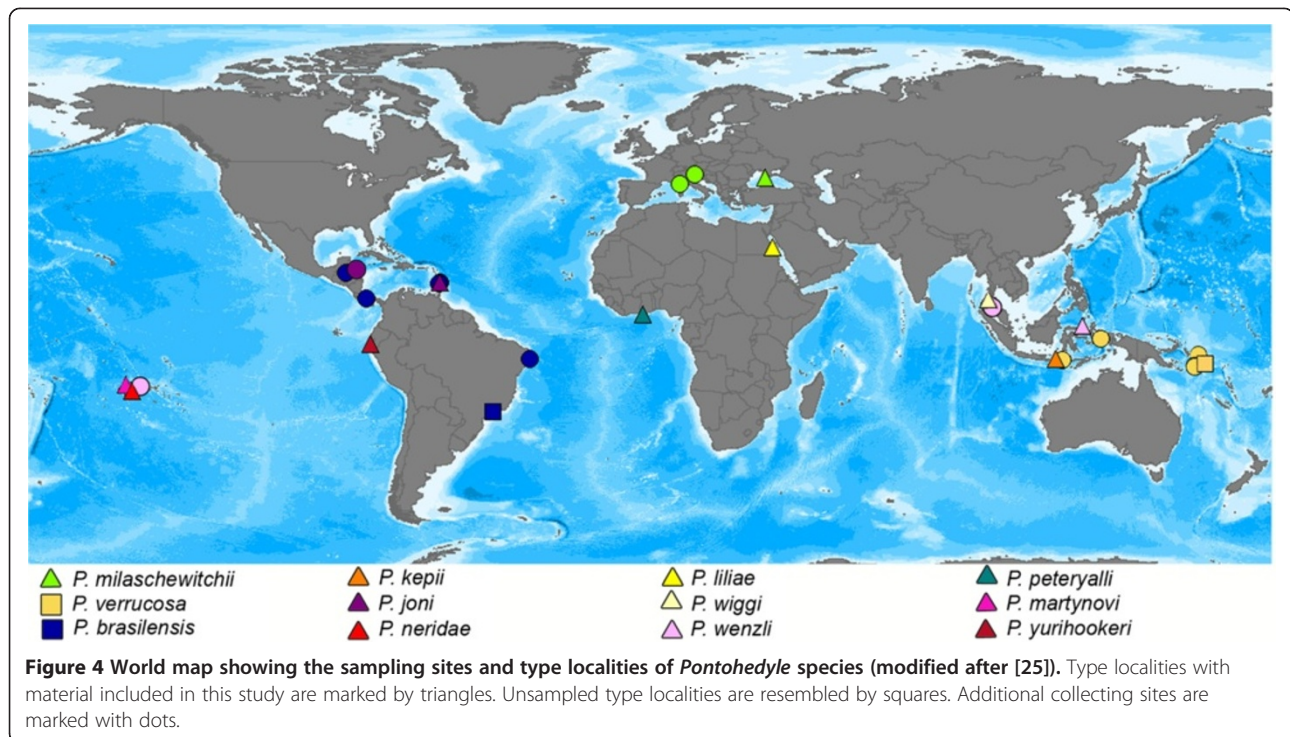 P. milaschewitchii P. kepii P. liliae P. peteryalli
P. verrucosa P. joni P. wiggi P. martynovi
P. brasilensis P. neridae P. wenzli P. yurihookeri
Figure 4 World map showing the sampling sites and type localities of Pontohedyle species (modified after [25]). Type localities with
material included in this study are marked by triangles. Unsampled type localities are resembled by squares. Additional collecting sites are
marked with dots.